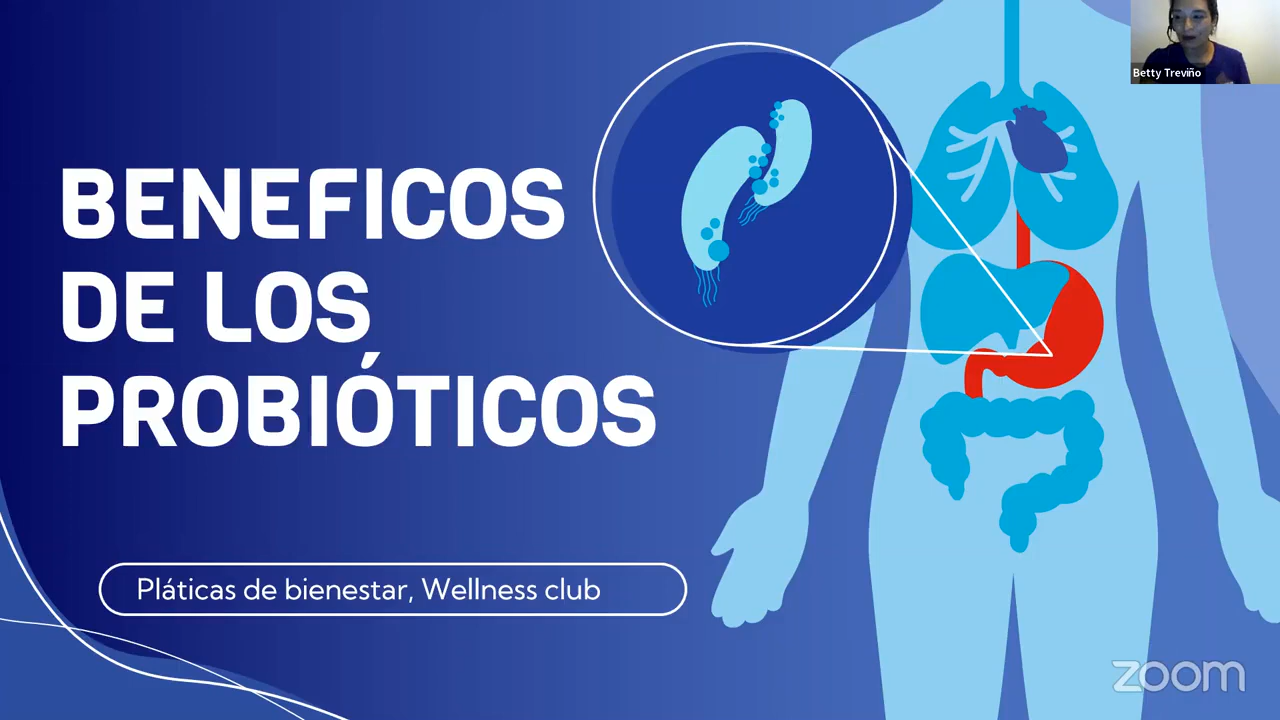 Betty Treviño
BENEFICOS
DE LOS
PROBIÓTICOS
Pláticas de bienestar, Wellness club
zoom